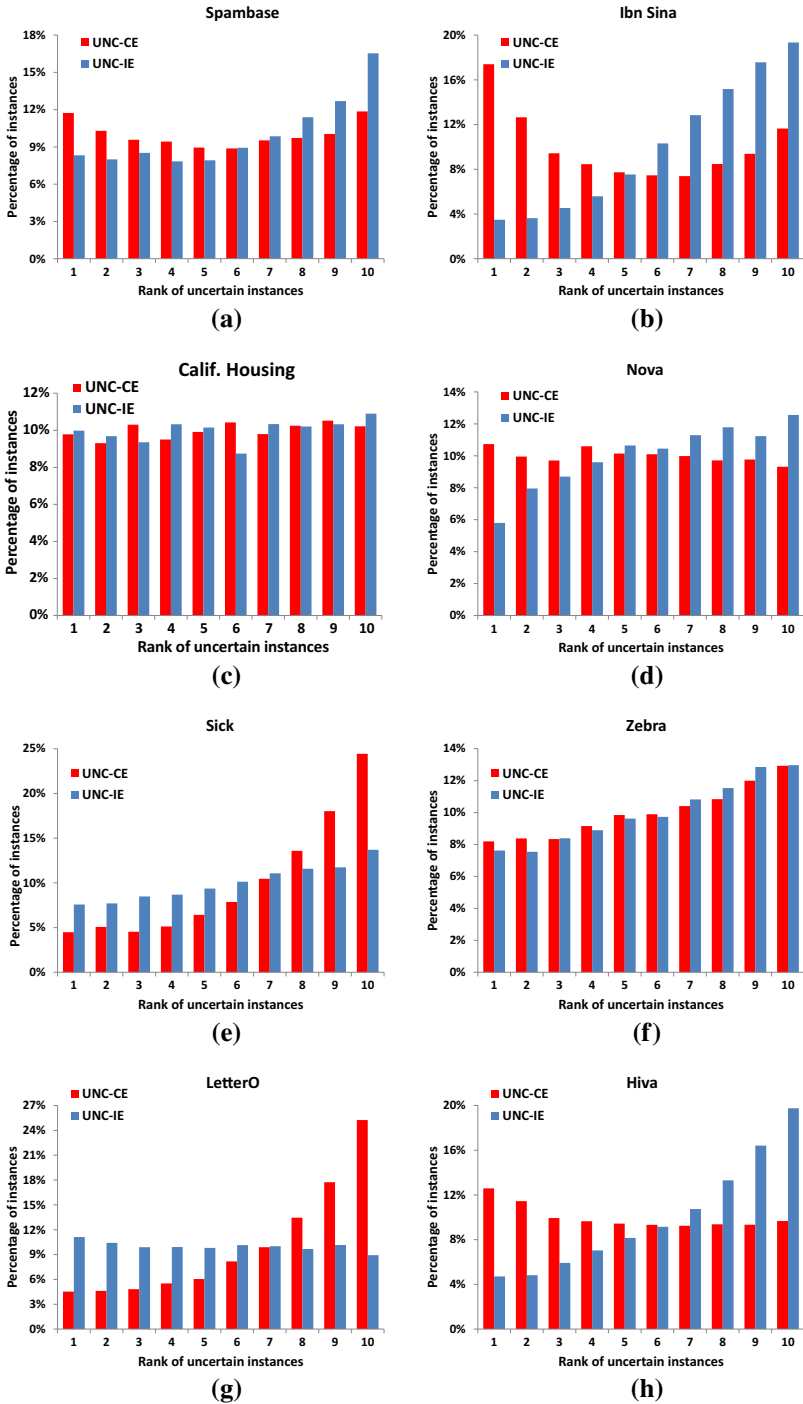 Spambase
UNC-CE
UNC-IE
Percentage of instances
18%
15%
12%
9%
6%
3%
0%
1 2 3 4 5 6 7 8 9 10
Rank of uncertain instances
(a)
Ibn Sina
UNC-CE
UNC-IE
Percentage of instances
20%
16%
12%
8%
4%
0%
1 2 3 4 5 6 7 8 9 10
Rank of uncertain instances
(b)
Calif. Housing
UNC-CE
UNC-IE
Percentage of instances
12%
10%
8%
6%
4%
2%
0%
1 2 3 4 5 6 7 8 9 10
Rank of uncertain instances
(c)
Nova
UNC-CE
UNC-IE
Percentage of instances
14%
12%
10%
8%
6%
4%
2%
0%
1 2 3 4 5 6 7 8 9 10
Rank of uncertain instances
(d)
Sick
UNC-CE
UNC-IE
Percentage of instances
25%
20%
15%
10%
5%
0%
1 2 3 4 5 6 7 8 9 10
Rank of uncertain instances
(e)
Zebra
UNC-CE
UNC-IE
Percentage of instances
14%
12%
10%
8%
6%
4%
2%
0%
1 2 3 4 5 6 7 8 9 10
Rank of uncertain instances
(f)
LetterO
UNC-CE
UNC-IE
Percentage of instances
27%
24%
21%
18%
15%
12%
9%
6%
3%
0%
1 2 3 4 5 6 7 8 9 10
Rank of uncertain instances
(g)
Hiva
UNC-CE
UNC-IE
Percentage of instances
20%
16%
12%
8%
4%
0%
1 2 3 4 5 6 7 8 9 10
Rank of uncertain instances
(h)